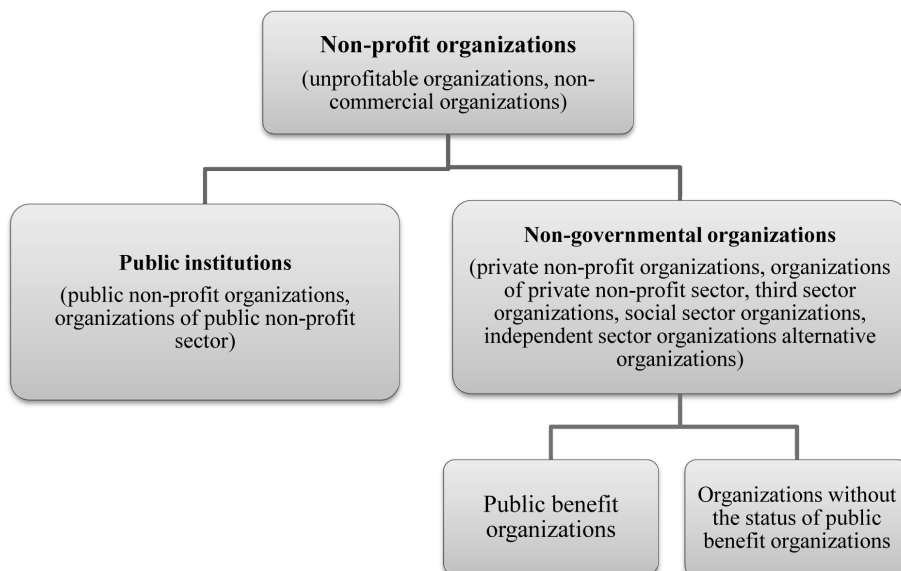 Non-profit organizations
(unprofitable organizations, non-
commercial organizations)
Public institutions
(public non-profit organizations,
organizations of public non-profit
sector)
Non-governmental organizations
(private non-profit organizations, organizations
of private non-profit sector, third sector
organizations, social sector organizations,
independent sector organizations alternative
organizations)
Public benefit
organizations
Organizations without
the status of public
benefit organizations